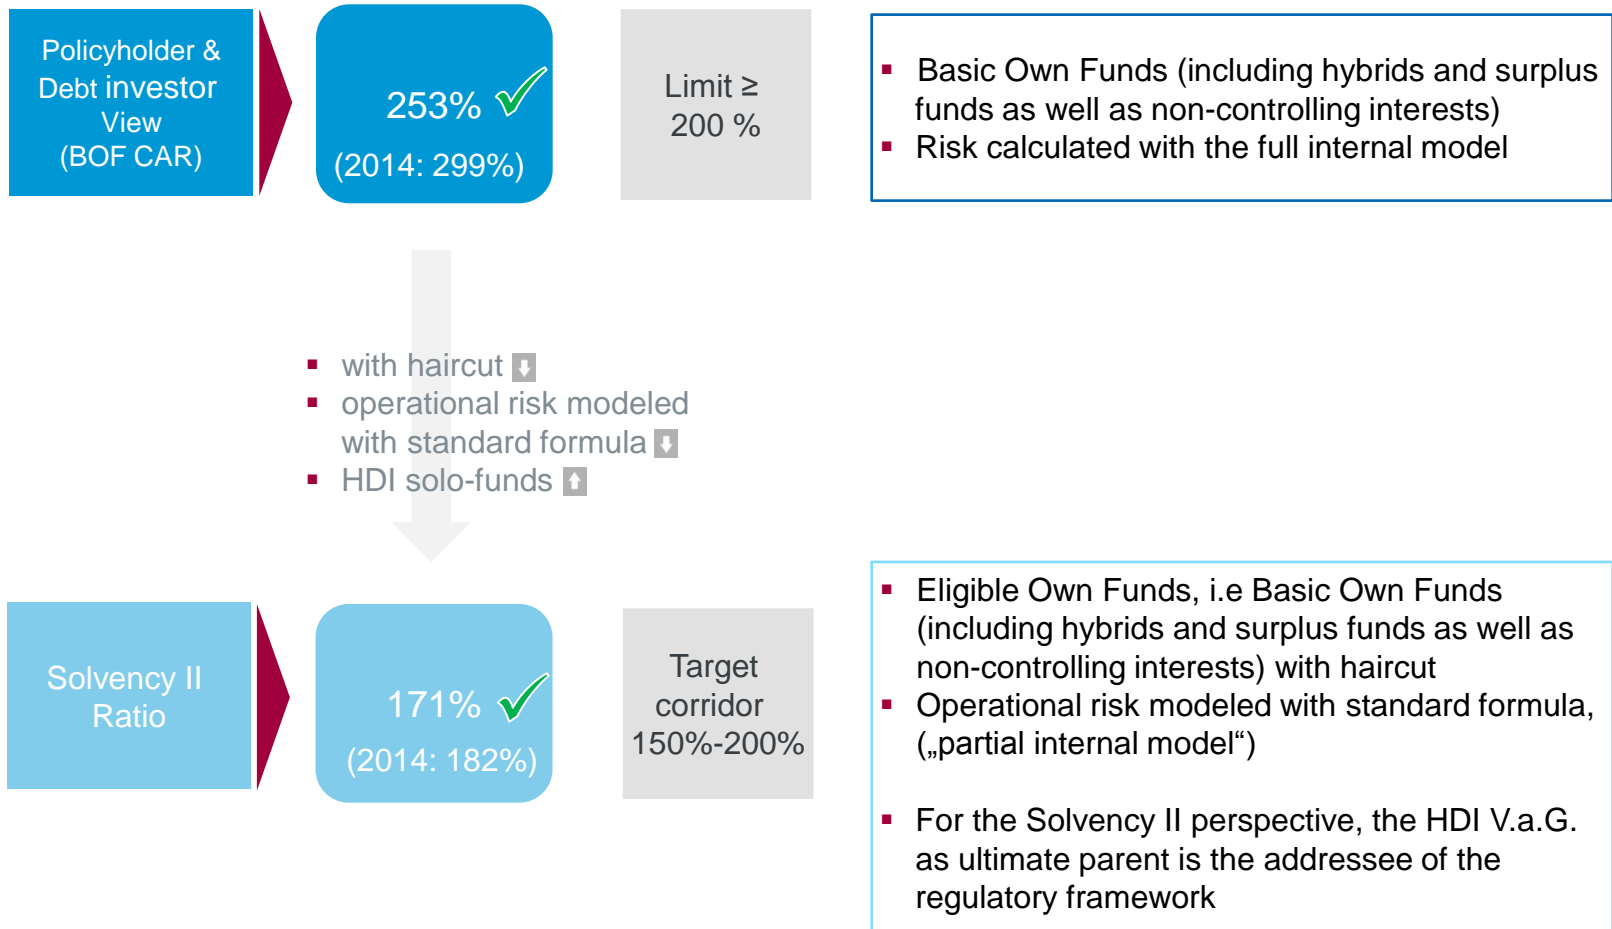 Policyholder &
Debt investor
View
(BOF CAR)
253%
(2014: 299%)
Limit ≥
200 %
▪ Basic Own Funds (including hybrids and surplus
funds as well as non-controlling interests)
▪ Risk calculated with the full internal model
▪ with haircut
▪ operational risk modeled
with standard formula
▪ HDI solo-funds
Solvency II
Ratio
171%
(2014: 182%)
Target
corridor
150%-200%
▪ Eligible Own Funds, i.e Basic Own Funds
(including hybrids and surplus funds as well as
non-controlling interests) with haircut
▪ Operational risk modeled with standard formula,
(„partial internal model“)
▪ For the Solvency II perspective, the HDI V.a.G.
as ultimate parent is the addressee of the
regulatory framework